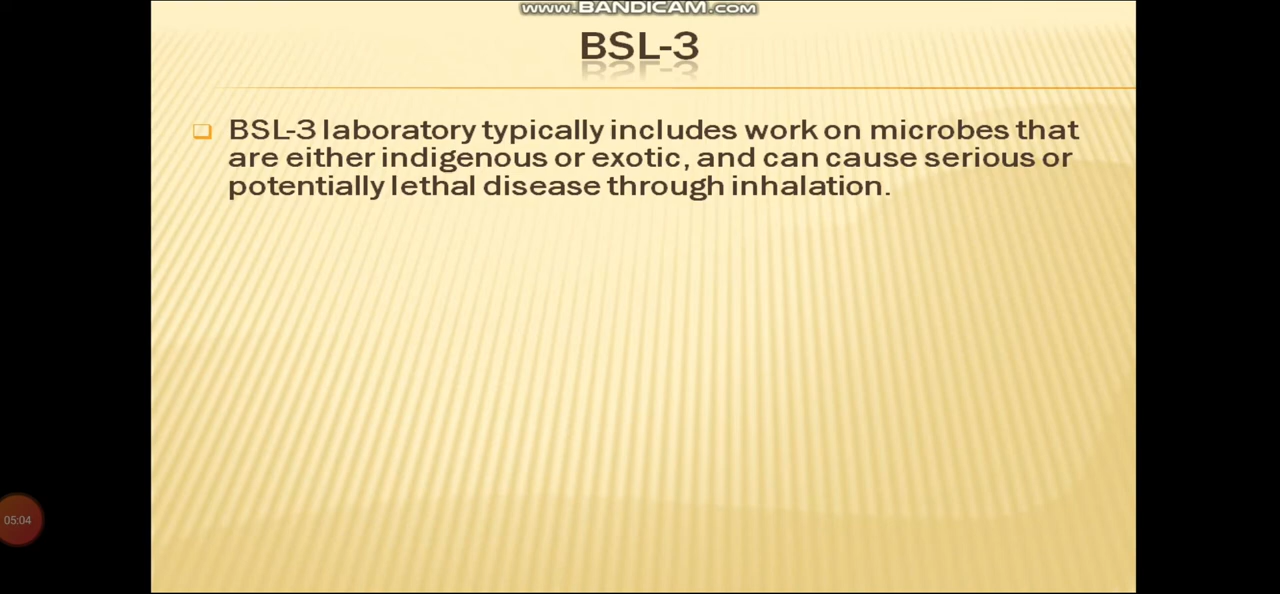 www.BANDICAM.com
BSL-3
BSL-3 laboratory typically includes work on microbes that
are either indigenous or exotic, and can cause serious or
potentially lethal disease through inhalation.
05:04